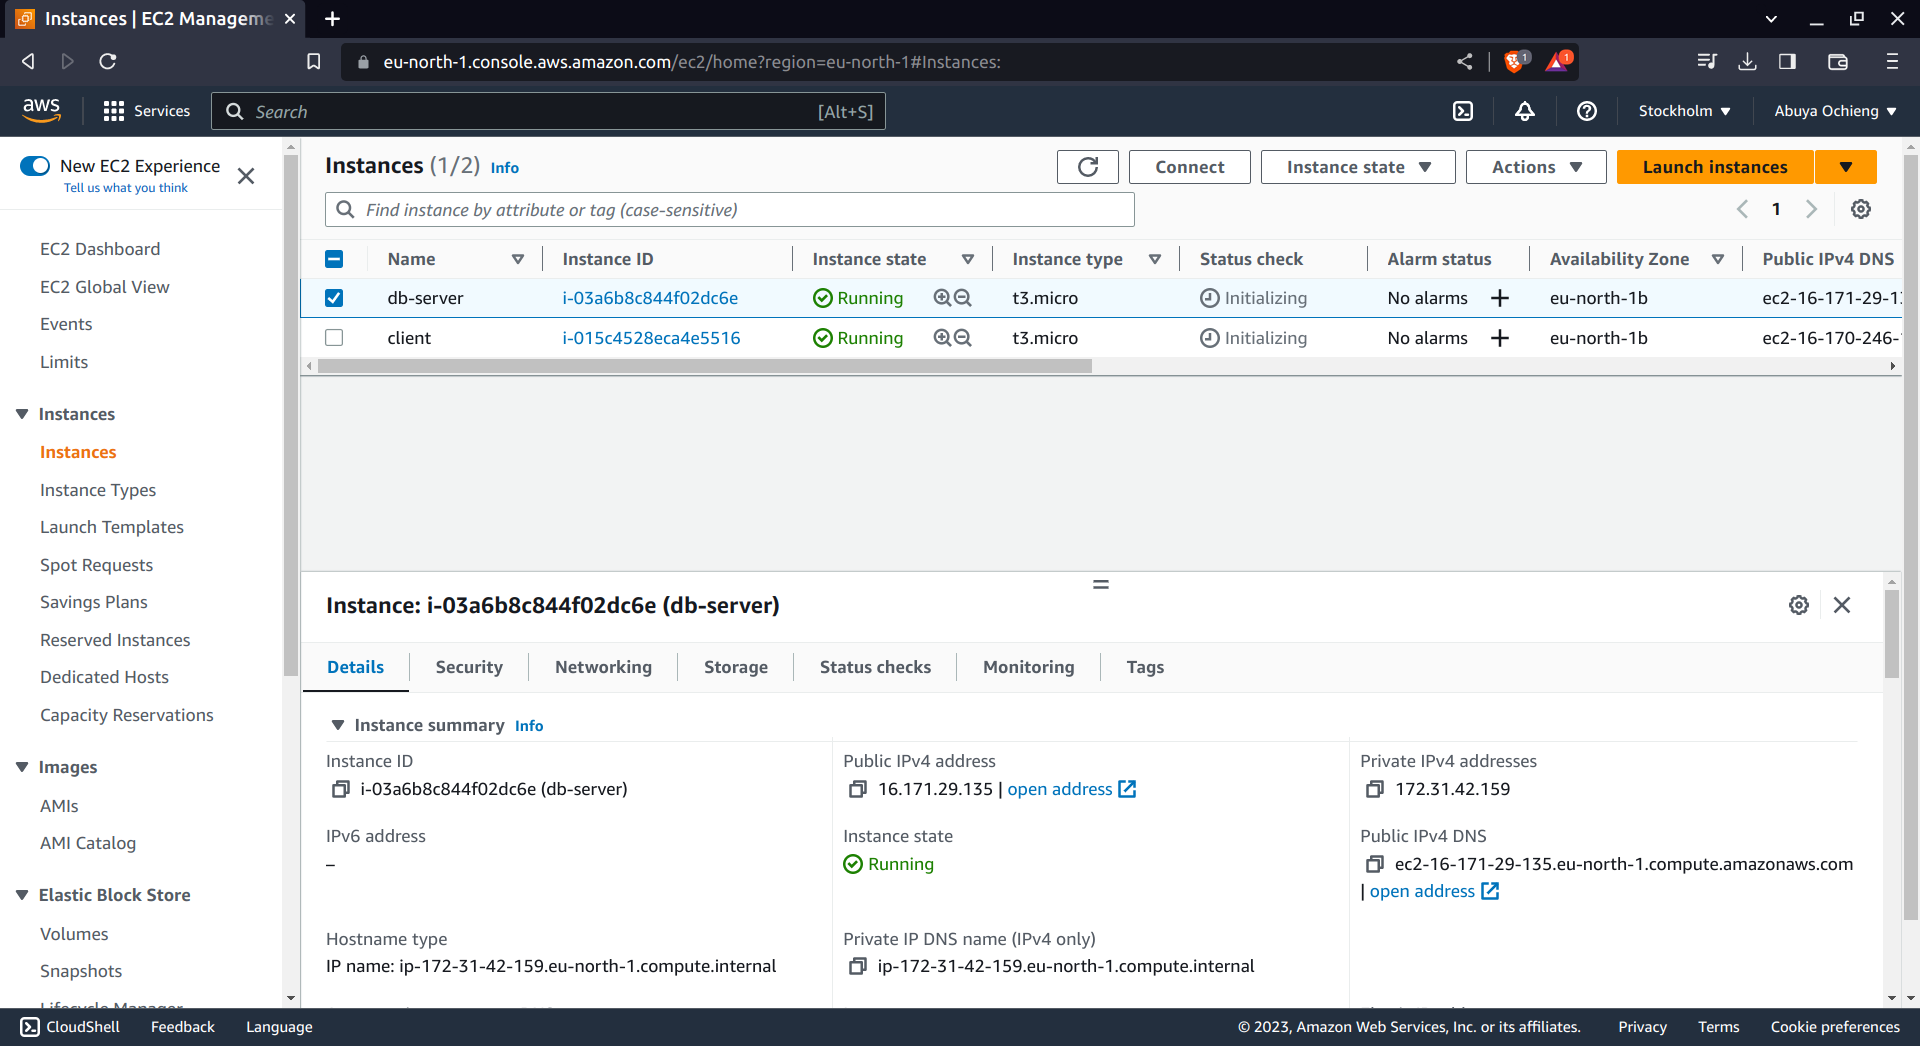 Instances | EC2 Manageme
eu-north-1.console.aws.amazon.com/ec2/home?region=eu-north-1#Instances:
1
1
aws
Services
Search
[Alt+S]
Stockholm
Abuya Ochieng
New EC2 Experience
Tell us what you think
EC2 Dashboard
EC2 Global View
Events
Limits
Instances
Instances
Instance Types
Launch Templates
Spot Requests
Savings Plans
Reserved Instances
Dedicated Hosts
Capacity Reservations
Images
AMIs
AMI Catalog
Elastic Block Store
Volumes
Snapshots
Lifecycle Manager
Instances (1/2) Info
Connect
Instance state
Actions
Launch instances
Find instance by attribute or tag (case-sensitive)
1
Name Instance ID Instance state Instance type Status check Alarm status Availability Zone Public IPv4 DNS
db-server i-03a6b8c844f02dc6e Running t3.micro Initializing No alarms eu-north-1b ec2-16-171-29-1
client i-015c4528eca4e5516 Running t3.micro Initializing No alarms eu-north-1b ec2-16-170-246-
Instance: i-03a6b8c844f02dc6e (db-server)
Details Security Networking Storage Status checks Monitoring Tags
Instance summary Info
Instance ID
i-03a6b8c844f02dc6e (db-server)
Public IPv4 address
16.171.29.135 | open address
Private IPv4 addresses
172.31.42.159
IPv6 address
–
Instance state
Running
Public IPv4 DNS
ec2-16-171-29-135.eu-north-1.compute.amazonaws.com
| open address
Hostname type
IP name: ip-172-31-42-159.eu-north-1.compute.internal
Private IP DNS name (IPv4 only)
ip-172-31-42-159.eu-north-1.compute.internal
CloudShell Feedback Language
© 2023, Amazon Web Services, Inc. or its affiliates. Privacy Terms Cookie preferences